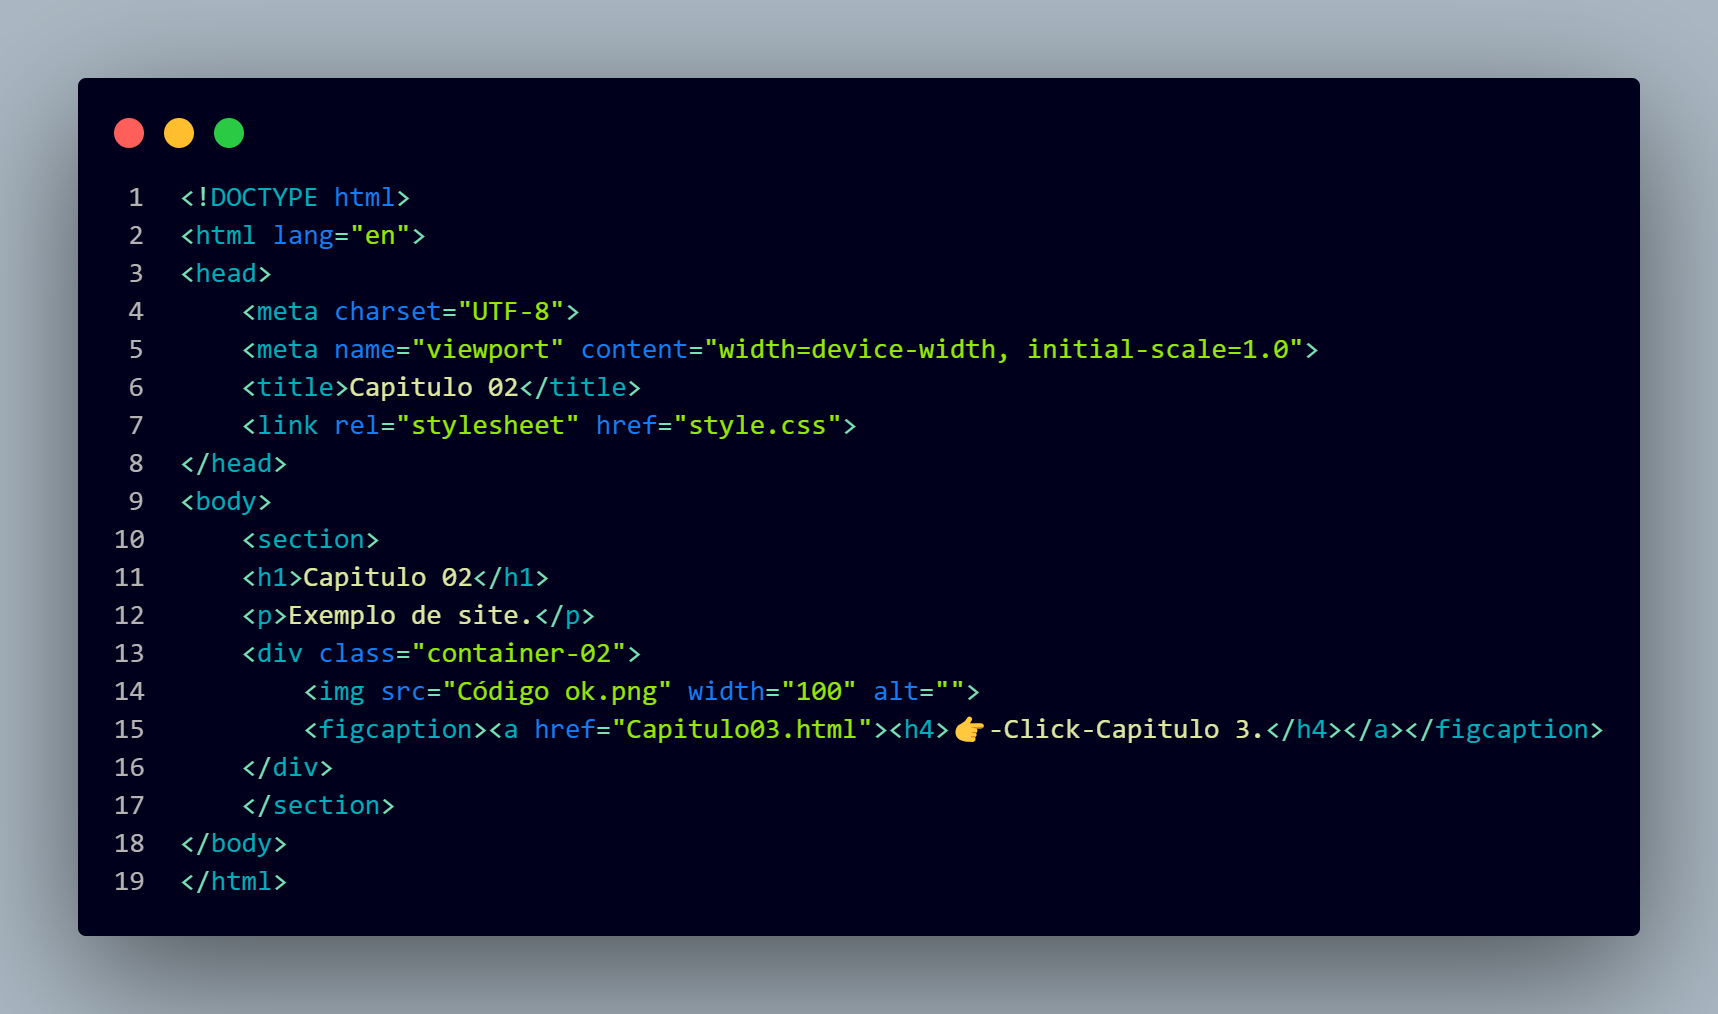 1 <!DOCTYPE html>
2 <html lang="en">
3 <head>
4     <meta charset="UTF-8">
5     <meta name="viewport" content="width=device-width, initial-scale=1.0">
6     <title>Capitulo 02</title>
7     <link rel="stylesheet" href="style.css">
8 </head>
9 <body>
10     <section>
11     <h1>Capitulo 02</h1>
12     <p>Exemplo de site.</p>
13     <div class="container-02">
14         <img src="Código ok.png" width="100" alt="">
15         <figcaption><a href="Capitulo03.html"><h4>👉-Click-Capitulo 3.</h4></a></figcaption>
16     </div>
17     </section>
18 </body>
19 </html>